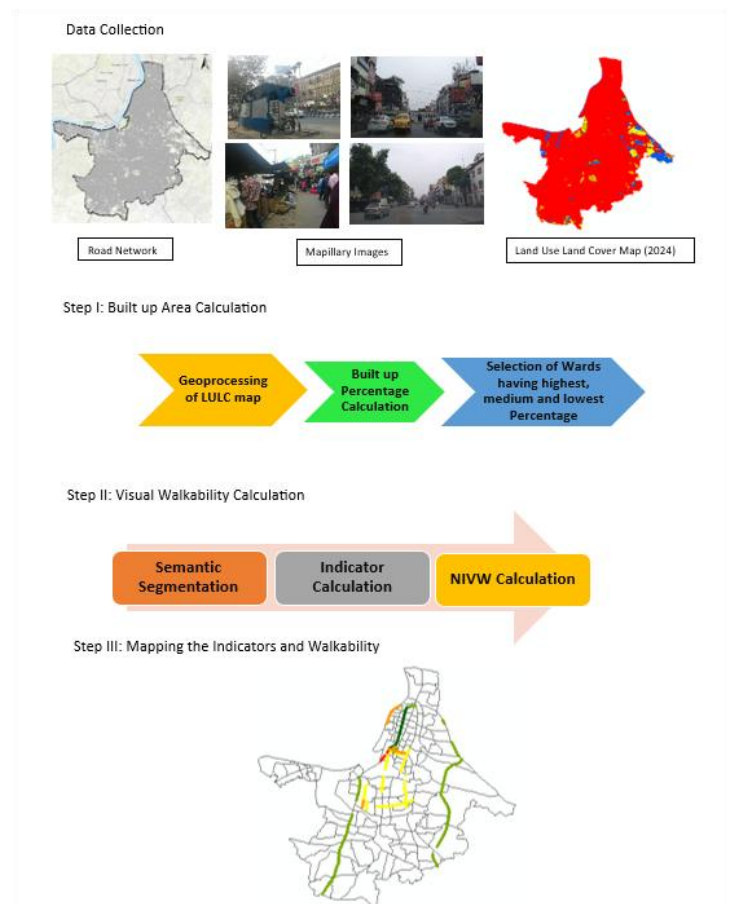 Data Collection
Road Network
Mapillary Images
Land Use Land Cover Map (2024)
Step I: Built up Area Calculation
Geoprocessing
of LULC map
Built up
Percentage
Calculation
Selection of Wards
having highest,
medium and lowest
Percentage
Step II: Visual Walkability Calculation
Semantic
Segmentation
Indicator
Calculation
NIVW Calculation
Step III: Mapping the Indicators and Walkability